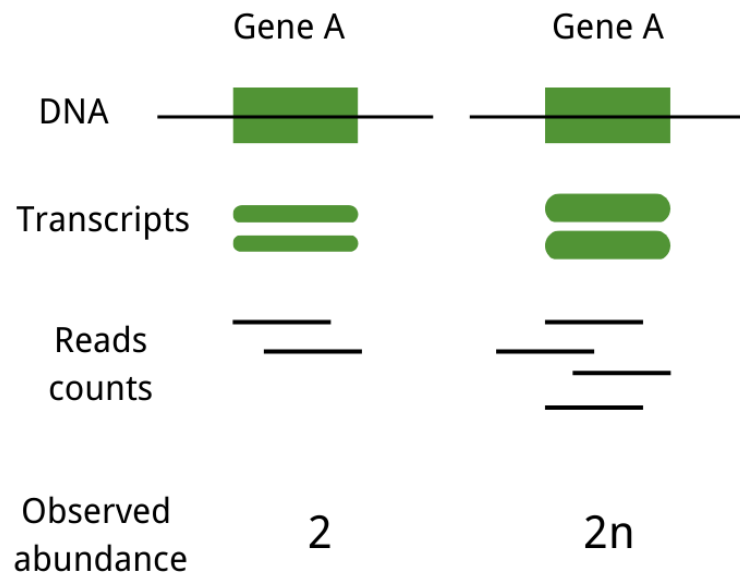 Gene A
Gene A
DNA
Transcripts
Reads
counts
Observed
abundance
2
2n